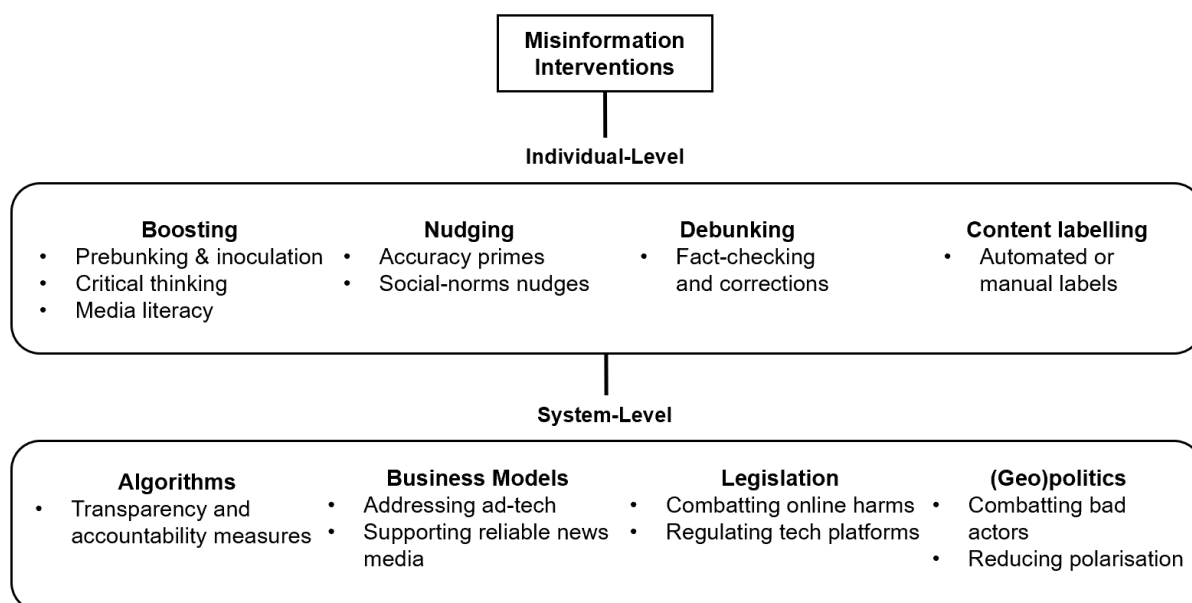 Misinformation
Interventions
Individual-Level
Boosting
• Prebunking & inoculation
• Critical thinking
• Media literacy
Nudging
• Accuracy primes
• Social-norms nudges
Debunking
• Fact-checking
and corrections
Content labelling
• Automated or
manual labels
System-Level
Algorithms
• Transparency and
accountability measures
Business Models
• Addressing ad-tech
• Supporting reliable news
media
Legislation
• Combatting online harms
• Regulating tech platforms
(Geo)politics
• Combatting bad
actors
• Reducing polarisation